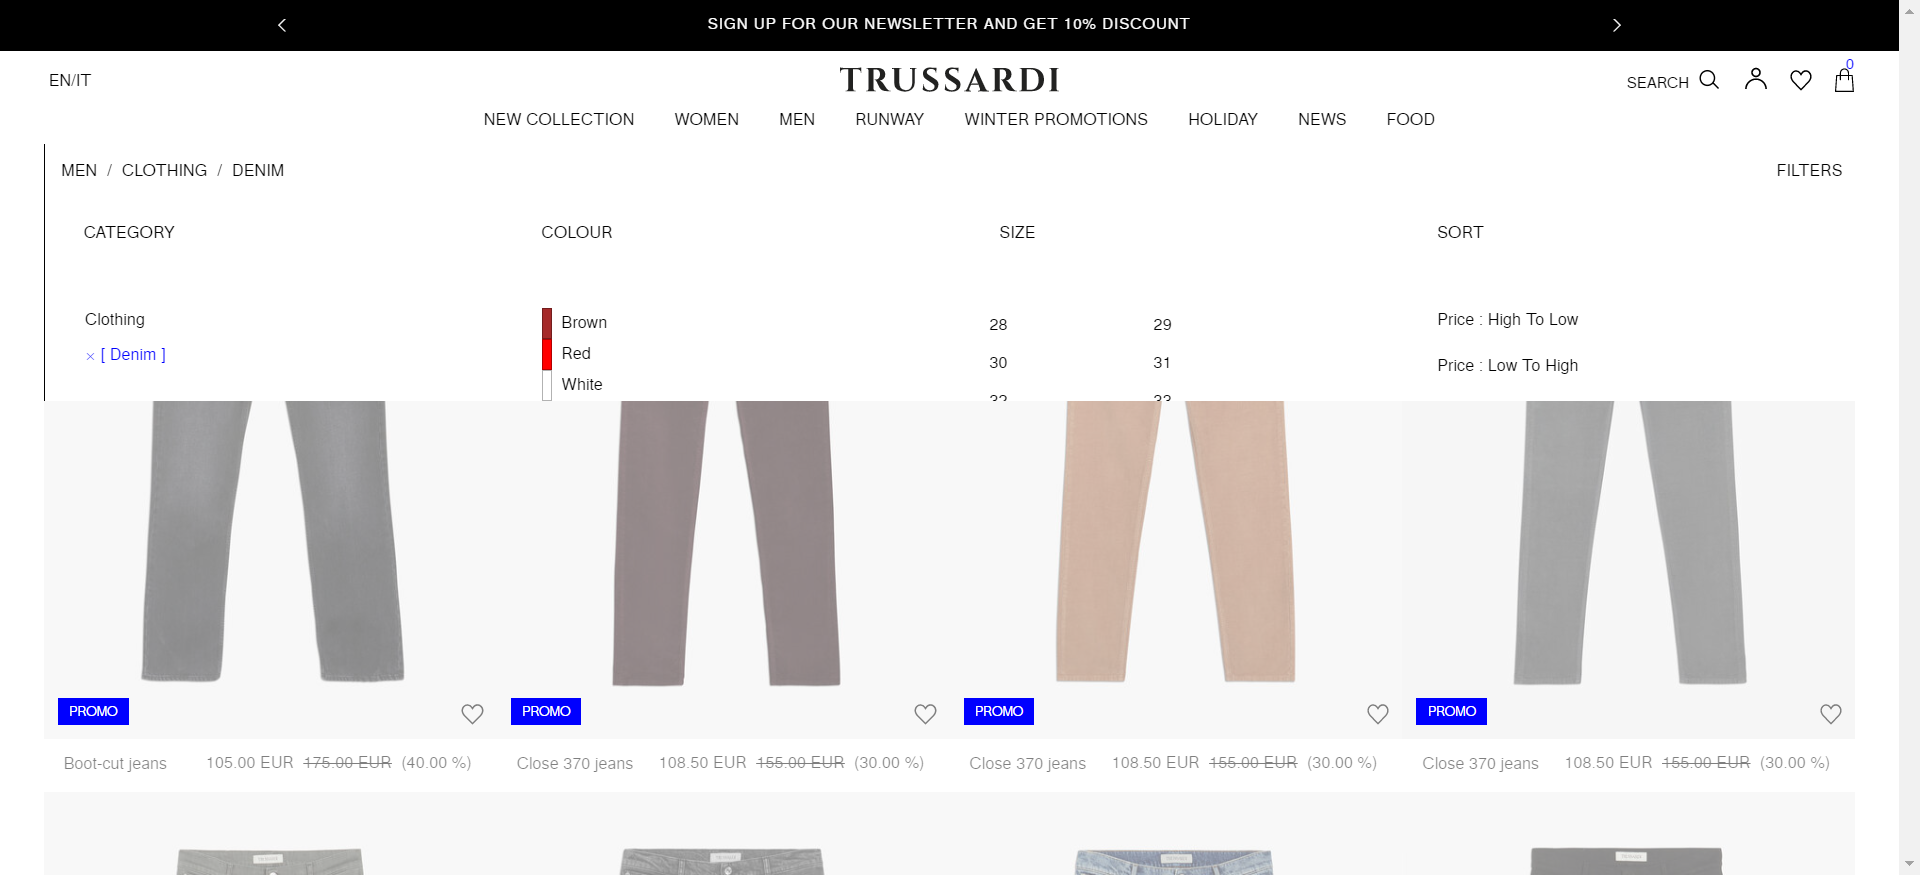 SIGN UP FOR OUR NEWSLETTER AND GET 10% DISCOUNT
EN/IT
TRUSSARDI
SEARCH
0
NEW COLLECTION WOMEN MEN RUNWAY WINTER PROMOTIONS HOLIDAY NEWS FOOD
MEN / CLOTHING / DENIM
FILTERS
CATEGORY
COLOUR
SIZE
SORT
Clothing
× [ Denim ]
Brown
Red
White
28 29
30 31
32 33
Price : High To Low
Price : Low To High
PROMO
PROMO
PROMO
PROMO
Boot-cut jeans 105.00 EUR 175.00 EUR (40.00 %)
Close 370 jeans 108.50 EUR 155.00 EUR (30.00 %)
Close 370 jeans 108.50 EUR 155.00 EUR (30.00 %)
Close 370 jeans 108.50 EUR 155.00 EUR (30.00 %)